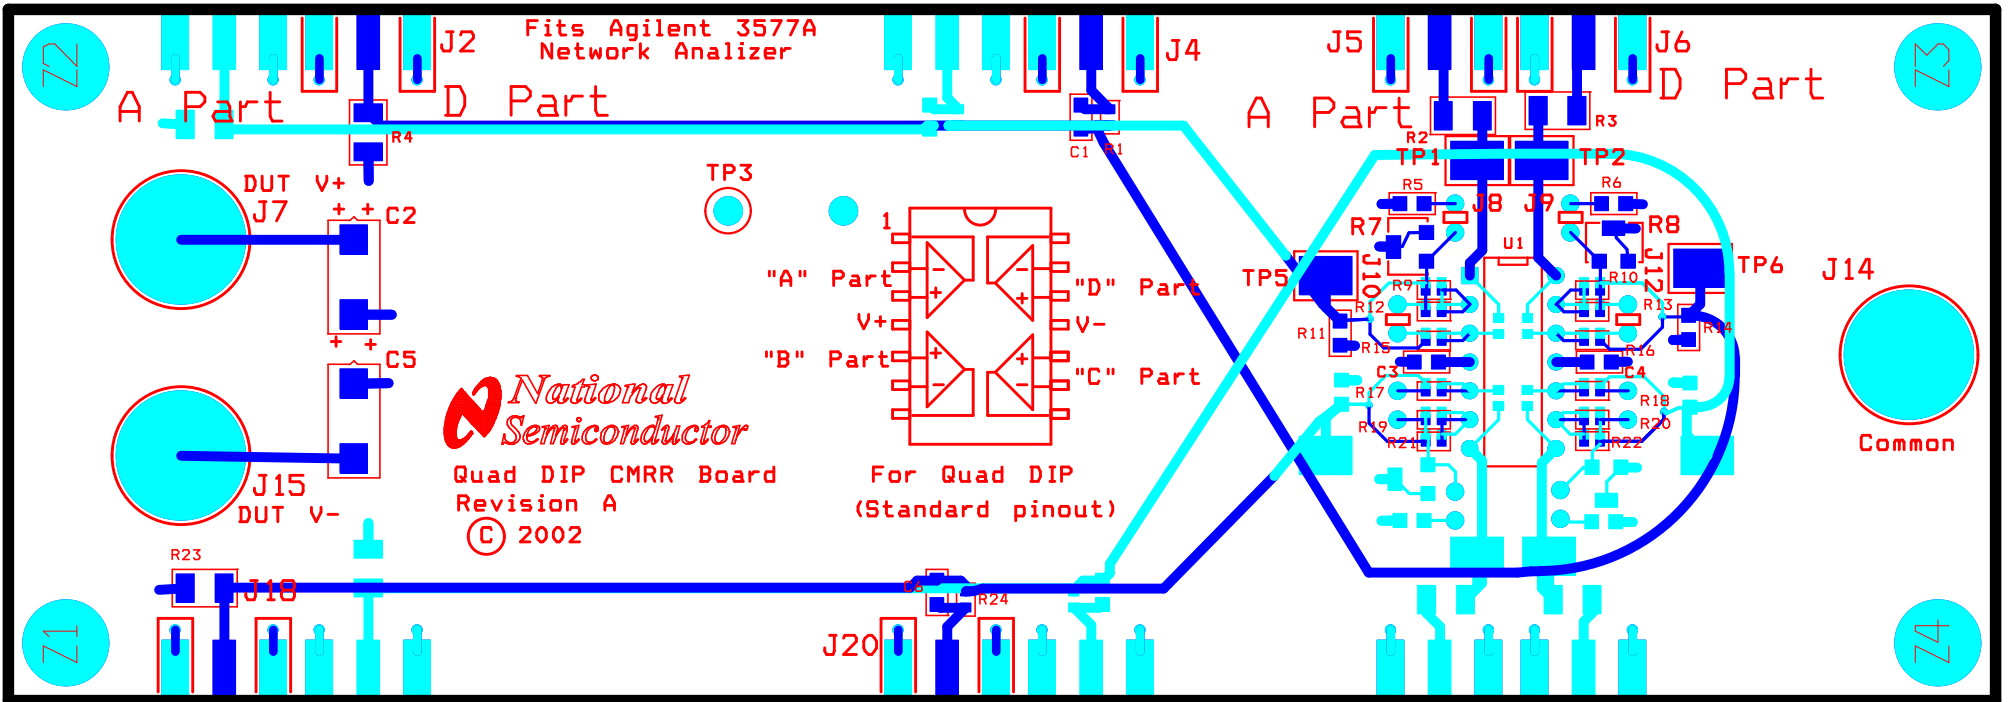 Fits Agilent 3577A
Network Analizer
Z2
J2
J4
J5
J6
Z3
A Part
D Part
A Part
D Part
R4
C1
R1
R2
R3
TP1
TP2
TP3
DUT V+
J7
+ +
C2
R5
J8
J9
R6
R7
R8
U1
1
"A" Part
"D" Part
V+
V-
"B" Part
"C" Part
- + - +
+ - + -
TP5
J10
J12
TP6
J14
R9
R10
R12
R13
R11
R14
R15
R16
+ +
C5
C3
C4
R17
R18
R19
R20
R21
R22
Common
National
Semiconductor
Quad DIP CMRR Board
Revision A
© 2002
For Quad DIP
(Standard pinout)
J15
DUT V-
R23
J18
C6
R24
J20
Z1
Z4